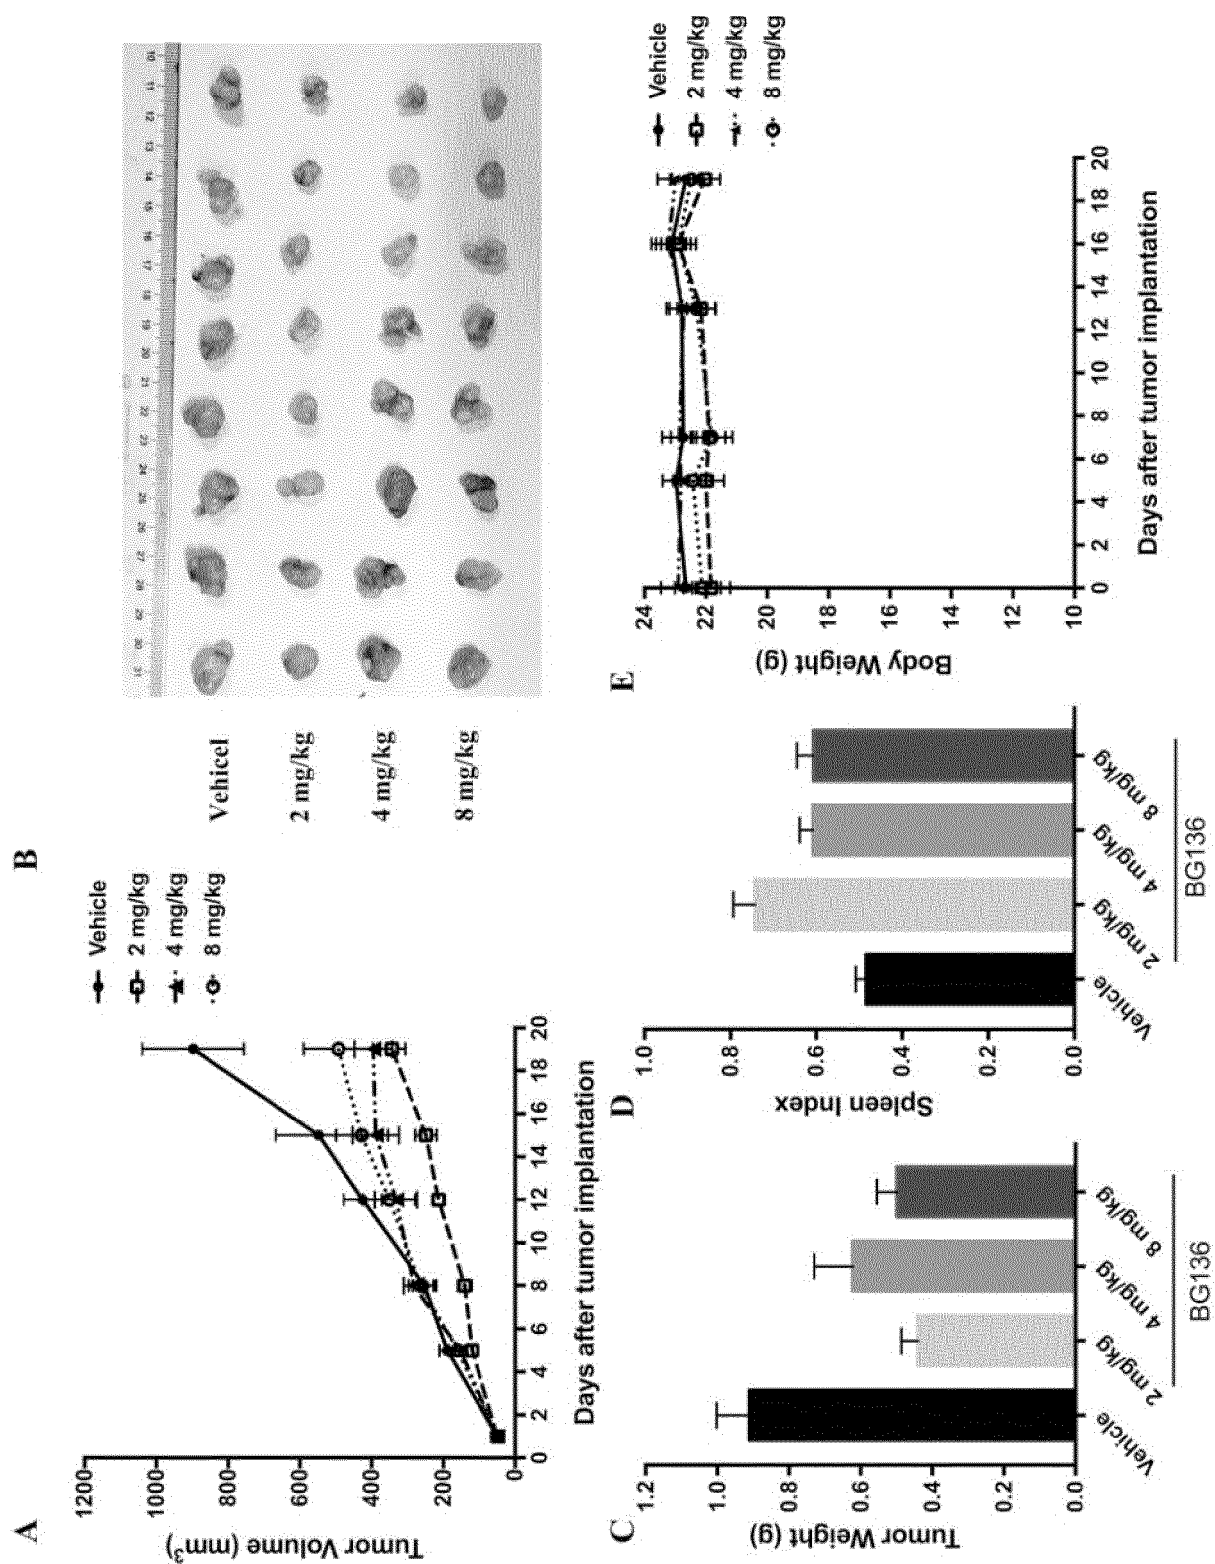 A
Tumor Volume (mm3)
1200
1000
800
600
400
200
0
0 2 4 6 8 10 12 14 16 18 20
Days after tumor implantation
Vehicle
2 mg/kg
4 mg/kg
8 mg/kg
B
Vehicel
2 mg/kg
4 mg/kg
8 mg/kg
C
Tumor Weight (g)
1.2
1.0
0.8
0.6
0.4
0.2
0.0
Vehicle
2 mg/kg
4 mg/kg
8 mg/kg
BG136
D
Spleen Index
1.0
0.8
0.6
0.4
0.2
0.0
Vehicle
2 mg/kg
4 mg/kg
8 mg/kg
BG136
E
Body Weight (g)
24
22
20
18
16
14
12
10
0 2 4 6 8 10 12 14 16 18 20
Days after tumor implantation
Vehicle
2 mg/kg
4 mg/kg
8 mg/kg